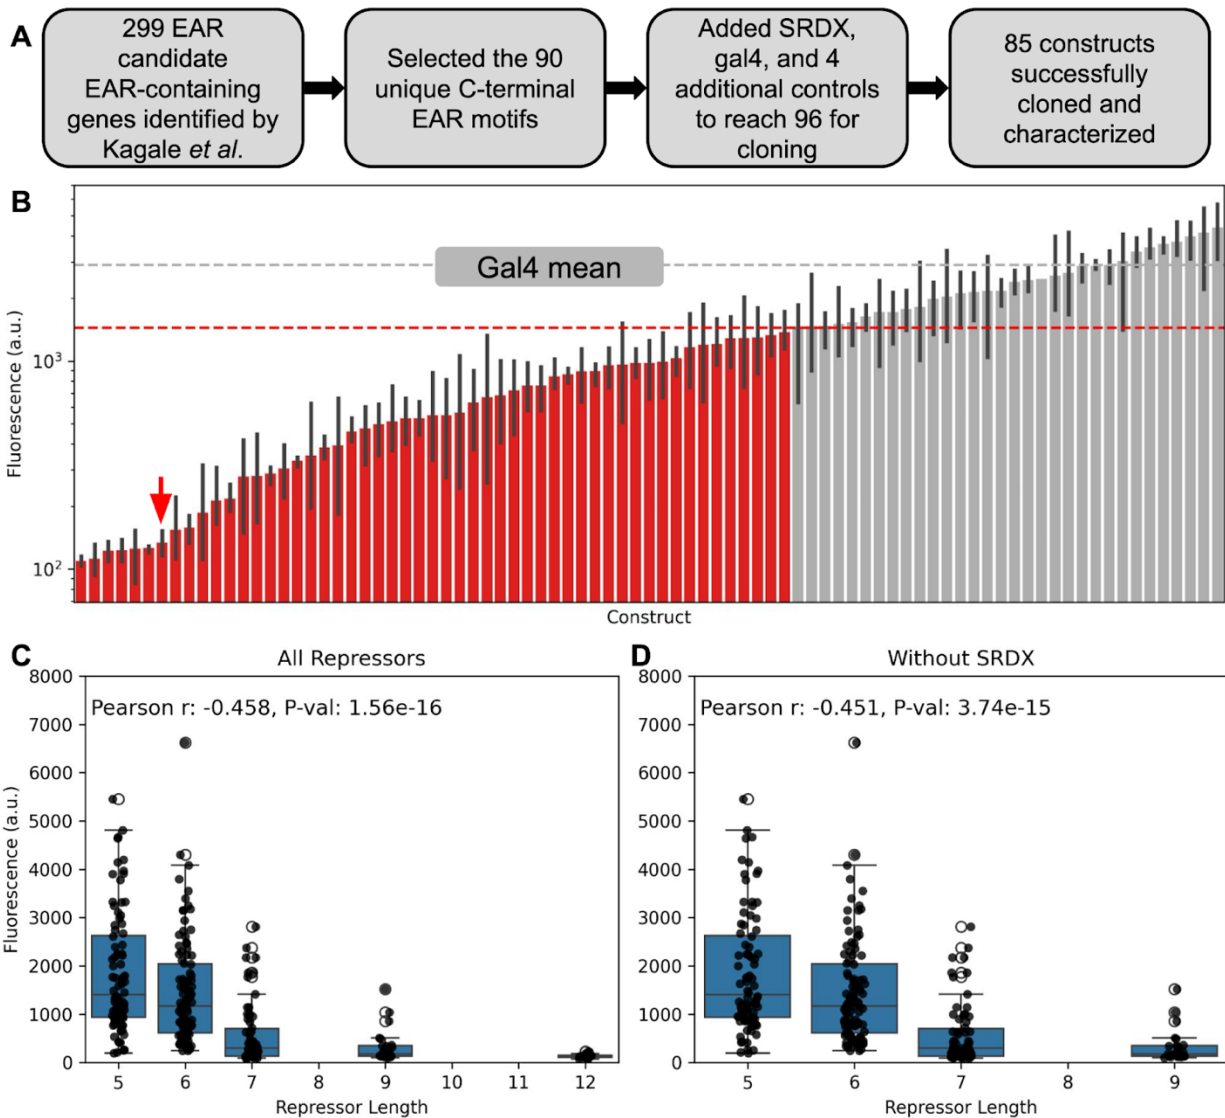 A
299 EAR
candidate
EAR-containing
genes identified by
Kagale et al.
Selected the 90
unique C-terminal
EAR motifs
Added SRDX,
gal4, and 4
additional controls
to reach 96 for
cloning
85 constructs
successfully
cloned and
characterized
B
Gal4 mean
Fluorescence (a.u.)
10³
10²
Construct
C
All Repressors
Pearson r: -0.458, P-val: 1.56e-16
Fluorescence (a.u.)
8000
7000
6000
5000
4000
3000
2000
1000
0
5 6 7 8 9 10 11 12
Repressor Length
D
Without SRDX
Pearson r: -0.451, P-val: 3.74e-15
8000
7000
6000
5000
4000
3000
2000
1000
0
5 6 7 8 9
Repressor Length